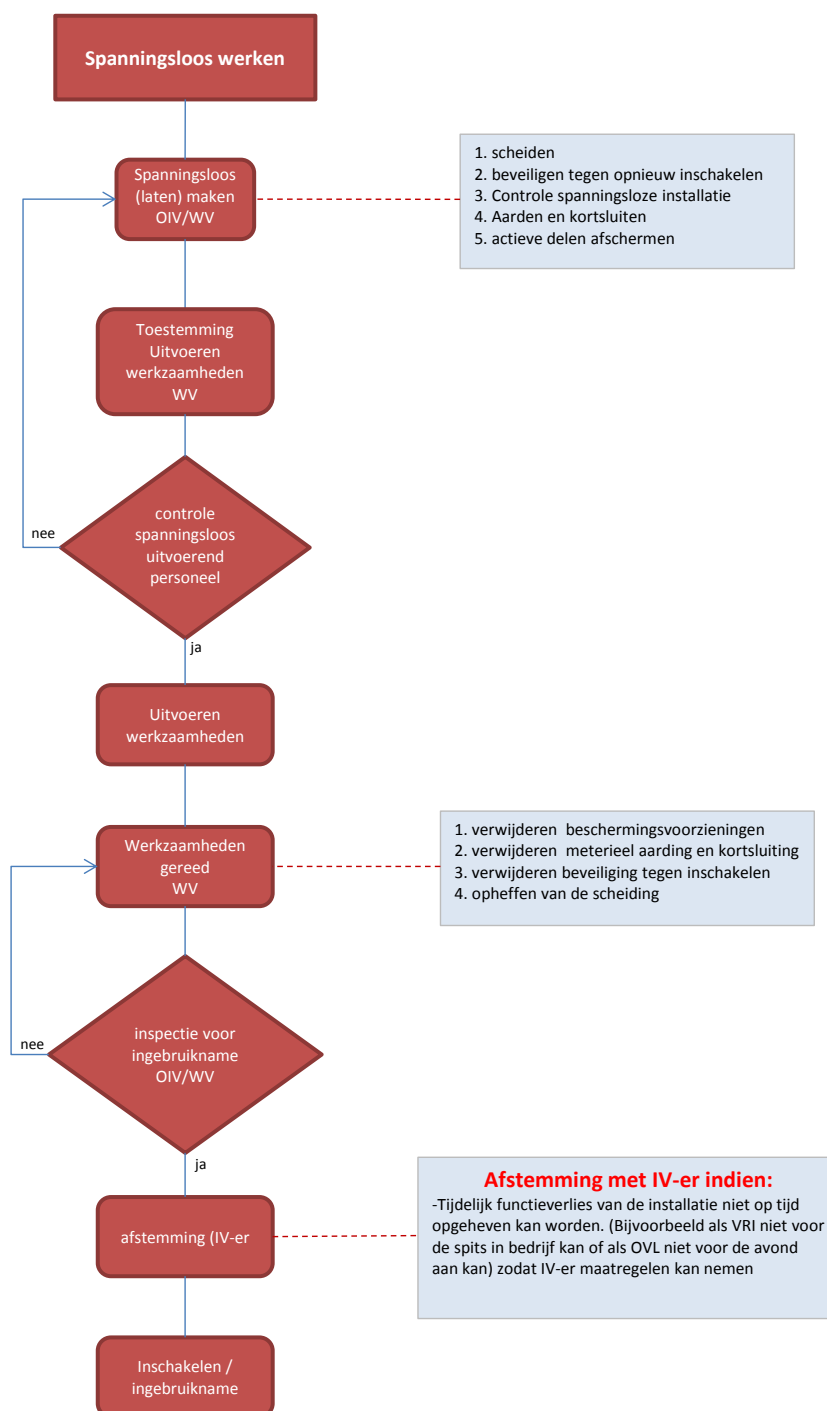 Spanningsloos werken
Spanningsloos
(laten) maken
OIV/WV
1. scheiden
2. beveiligen tegen opnieuw inschakelen
3. Controle spanningsloze installatie
4. Aarden en kortsluiten
5. actieve delen afschermen
Toestemming
Uitvoeren
werkzaamheden
WV
controle
spanningsloos
uitvoerend
personeel
nee
ja
Uitvoeren
werkzaamheden
Werkzaamheden
gereed
WV
1. verwijderen beschermingsvoorzieningen
2. verwijderen meterieel aarding en kortsluiting
3. verwijderen beveiliging tegen inschakelen
4. opheffen van de scheiding
inspectie voor
ingebruikname
OIV/WV
nee
ja
afstemming (IV-er
Afstemming met IV-er indien:
-Tijdelijk functieverlies van de installatie niet op tijd
opgeheven kan worden. (Bijvoorbeeld als VRI niet voor
de spits in bedrijf kan of als OVL niet voor de avond
aan kan) zodat IV-er maatregelen kan nemen
Inschakelen /
ingebruikname